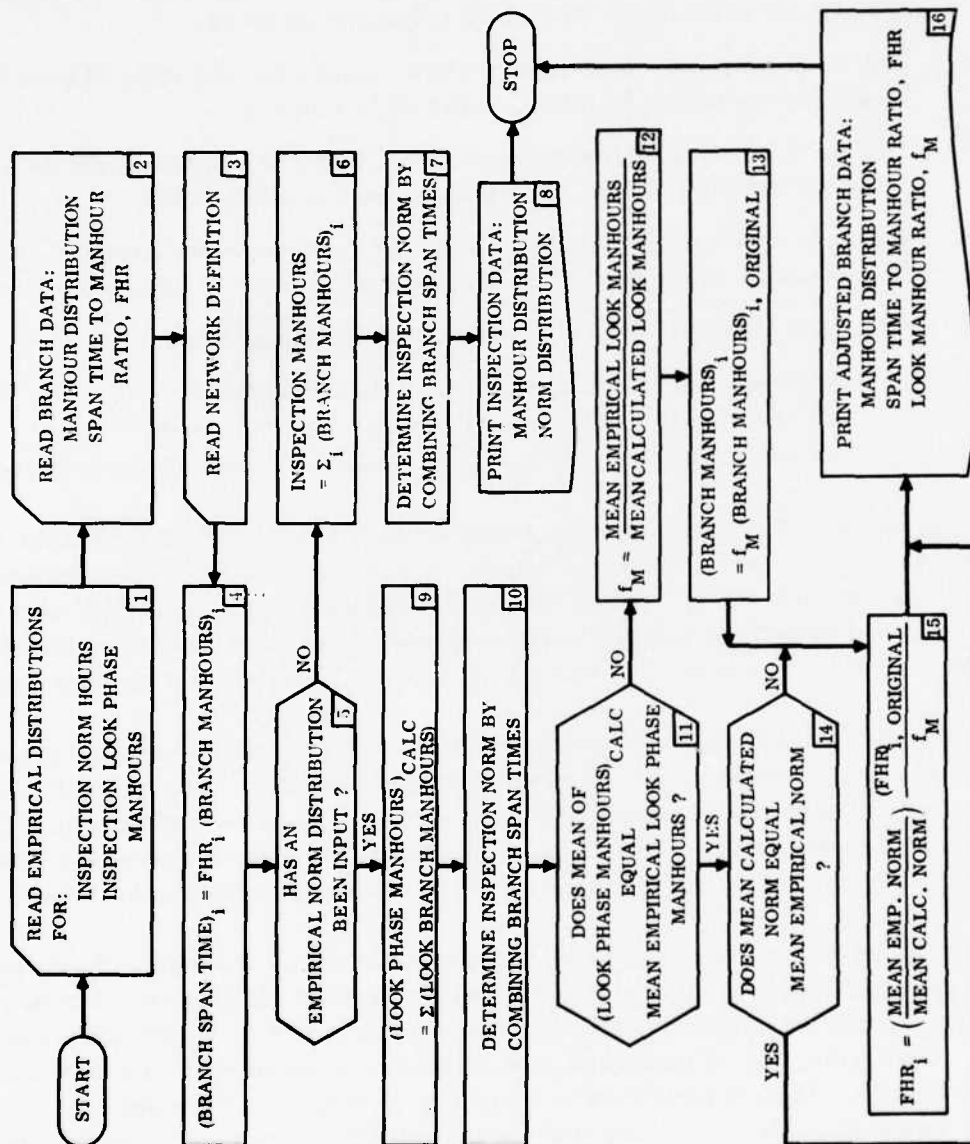 START
READ EMPIRICAL DISTRIBUTIONS
FOR:
INSPECTION NORM HOURS
INSPECTION LOOK PHASE
MANHOURS
1
READ BRANCH DATA:
MANHOUR DISTRIBUTION
SPAN TIME TO MANHOUR
RATIO, FHR
2
READ NETWORK DEFINITION
3
(BRANCH SPAN TIME)i = FHRi (BRANCH MANHOURS)i
4
HAS AN
EMPIRICAL NORM DISTRIBUTION
BEEN INPUT ?
5
NO
YES
INSPECTION MANHOURS
= Σi (BRANCH MANHOURS)i
6
DETERMINE INSPECTION NORM BY
COMBINING BRANCH SPAN TIMES
7
PRINT INSPECTION DATA:
MANHOUR DISTRIBUTION
NORM DISTRIBUTION
8
STOP
(LOOK PHASE MANHOURS)CALC
= Σ (LOOK BRANCH MANHOURS)
9
DETERMINE INSPECTION NORM BY
COMBINING BRANCH SPAN TIMES
10
DOES MEAN OF
(LOOK PHASE MANHOURS)CALC
EQUAL
MEAN EMPIRICAL LOOK PHASE
MANHOURS ?
11
NO
YES
fM = MEAN EMPIRICAL LOOK MANHOURS
MEAN CALCULATED LOOK MANHOURS
12
(BRANCH MANHOURS)i
= fM (BRANCH MANHOURS)i, ORIGINAL
13
DOES MEAN CALCULATED
NORM EQUAL
MEAN EMPIRICAL NORM
?
14
NO
YES
FHRi = (MEAN EMP. NORM / MEAN CALC. NORM) (FHR)i, ORIGINAL / fM
15
PRINT ADJUSTED BRANCH DATA:
MANHOUR DISTRIBUTION
SPAN TIME TO MANHOUR RATIO, FHR
LOOK MANHOUR RATIO, fM
16